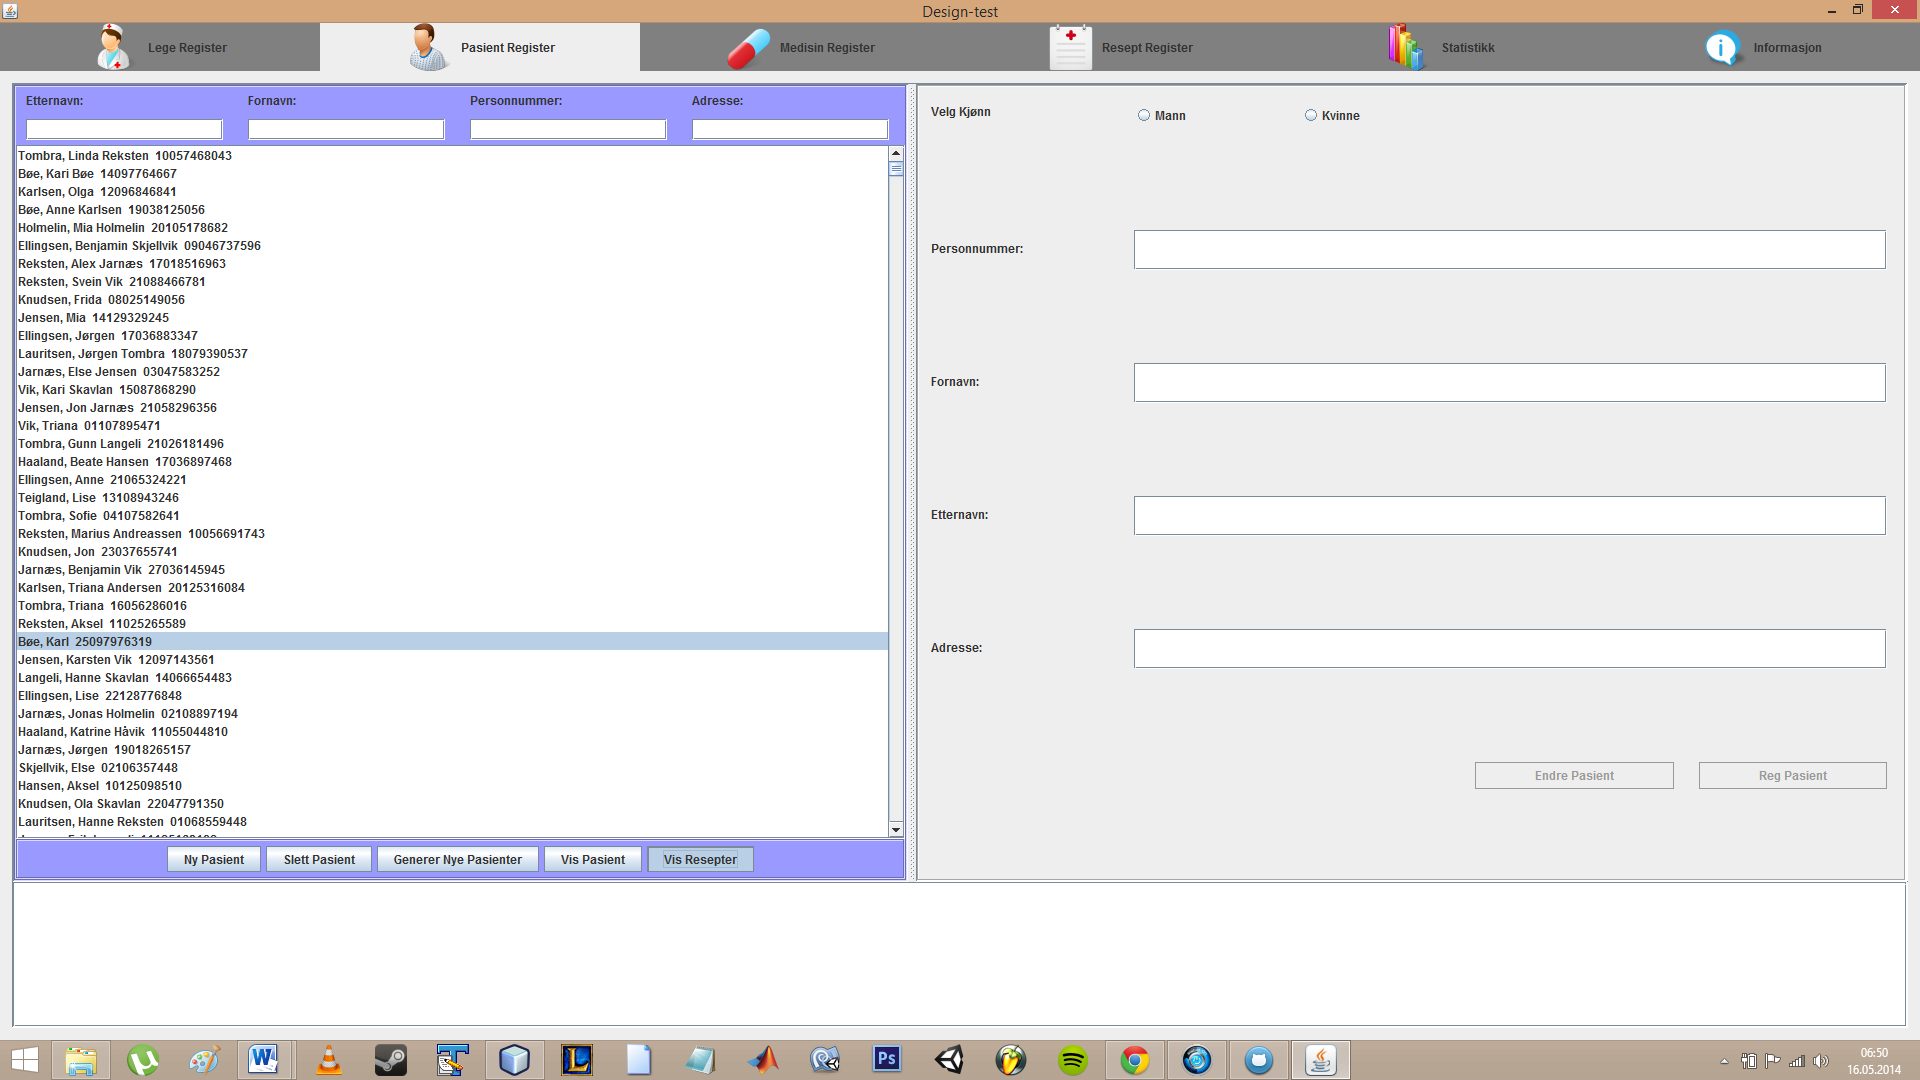 Design-test
Lege Register
Pasient Register
Medisin Register
Resept Register
Statistikk
Informasjon
Etternavn: Fornavn: Personnummer: Adresse:
Tombra, Linda Reksten 10057468043
Bøe, Kari Bøe 14097764667
Karlsen, Olga 12096846841
Bøe, Anne Karlsen 19038125056
Holmelin, Mia Holmelin 20105178682
Ellingsen, Benjamin Skjellvik 09046737596
Reksten, Alex Jarnæs 17018516963
Reksten, Svein Vik 21088466781
Knudsen, Frida 08025149056
Jensen, Mia 14129329245
Ellingsen, Jørgen 17036883347
Lauritsen, Jørgen Tombra 18079390537
Jarnæs, Else Jensen 03047583252
Vik, Kari Skavlan 15087868290
Jensen, Jon Jarnæs 21058296356
Vik, Triana 01107895471
Tombra, Gunn Langeli 21026181496
Haaland, Beate Hansen 17036897468
Ellingsen, Anne 21065324221
Teigland, Lise 13108943246
Tombra, Sofie 04107582641
Reksten, Marius Andreassen 10056691743
Knudsen, Jon 23037655741
Jarnæs, Benjamin Vik 27036145945
Karlsen, Triana Andersen 20125316084
Tombra, Triana 16056286016
Reksten, Aksel 11025265589
Bøe, Karl 25097976319
Jensen, Karsten Vik 12097143561
Langeli, Hanne Skavlan 14066654483
Ellingsen, Lise 22128776848
Jarnæs, Jonas Holmelin 02108897194
Haaland, Katrine Håvik 11055044810
Jarnæs, Jørgen 19018265157
Skjellvik, Else 02106357448
Hansen, Aksel 10125098510
Knudsen, Ola Skavlan 22047791350
Lauritsen, Hanne Reksten 01068559448
Ny Pasient
Slett Pasient
Generer Nye Pasienter
Vis Pasient
Vis Resepter
Velg Kjønn
Mann
Kvinne
Personnummer:
Fornavn:
Etternavn:
Adresse:
Endre Pasient
Reg Pasient
W
L
Ps
06:50
16.05.2014